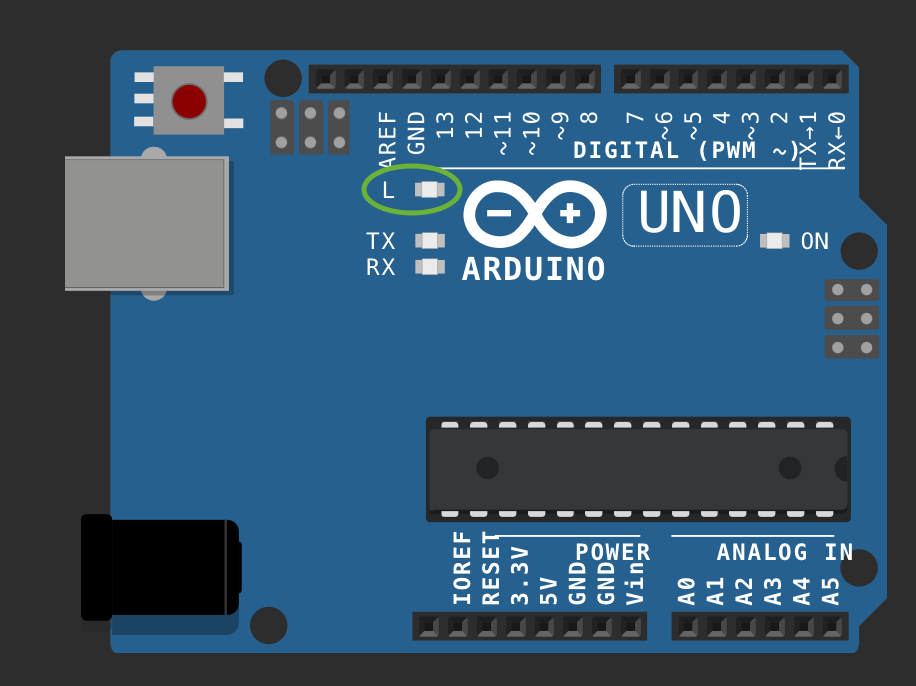 AREF GND 13 12 ~11 ~10 ~9 8 7 ~6 ~5 4 ~3 2 TX→1 RX←0
DIGITAL (PWM ~)
L
UNO
TX
ON
RX
ARDUINO
POWER
ANALOG IN
IOREF RESET 3.3V 5V GND GND Vin A0 A1 A2 A3 A4 A5